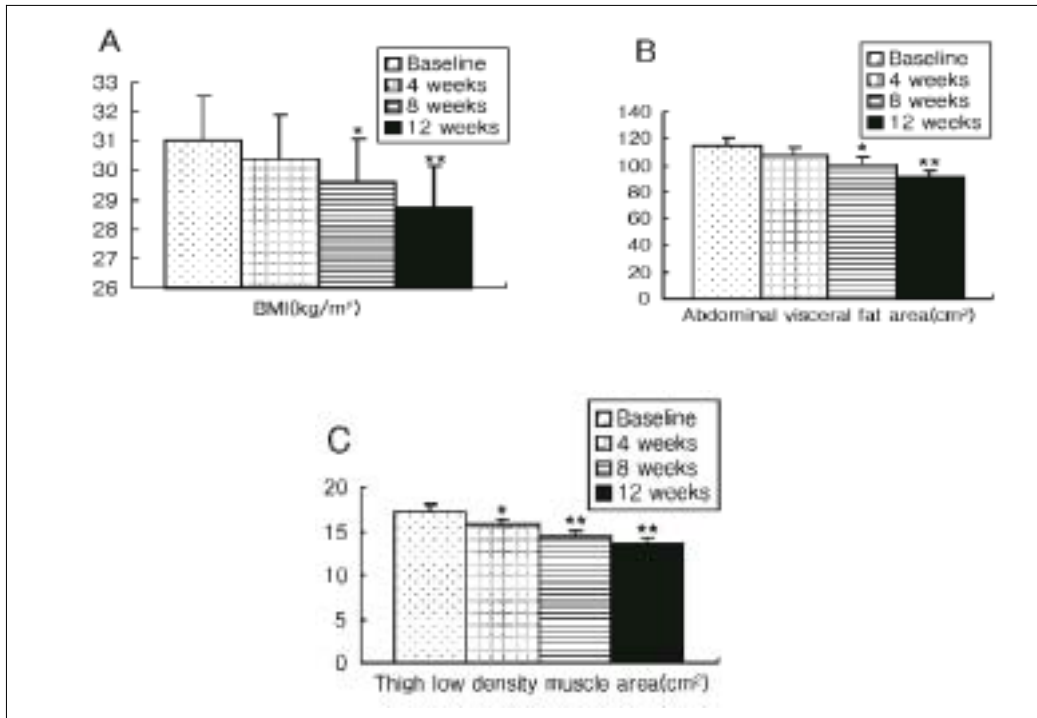 A
Baseline
4 weeks
8 weeks
12 weeks
33
32
31
30
29
28
27
26
*
**
BMI(kg/m²)
B
Baseline
4 weeks
8 weeks
12 weeks
140
120
100
80
60
40
20
0
*
**
Abdominal visceral fat area(cm²)
C
Baseline
4 weeks
8 weeks
12 weeks
20
15
10
5
0
*
**
**
Thigh low density muscle area(cm²)